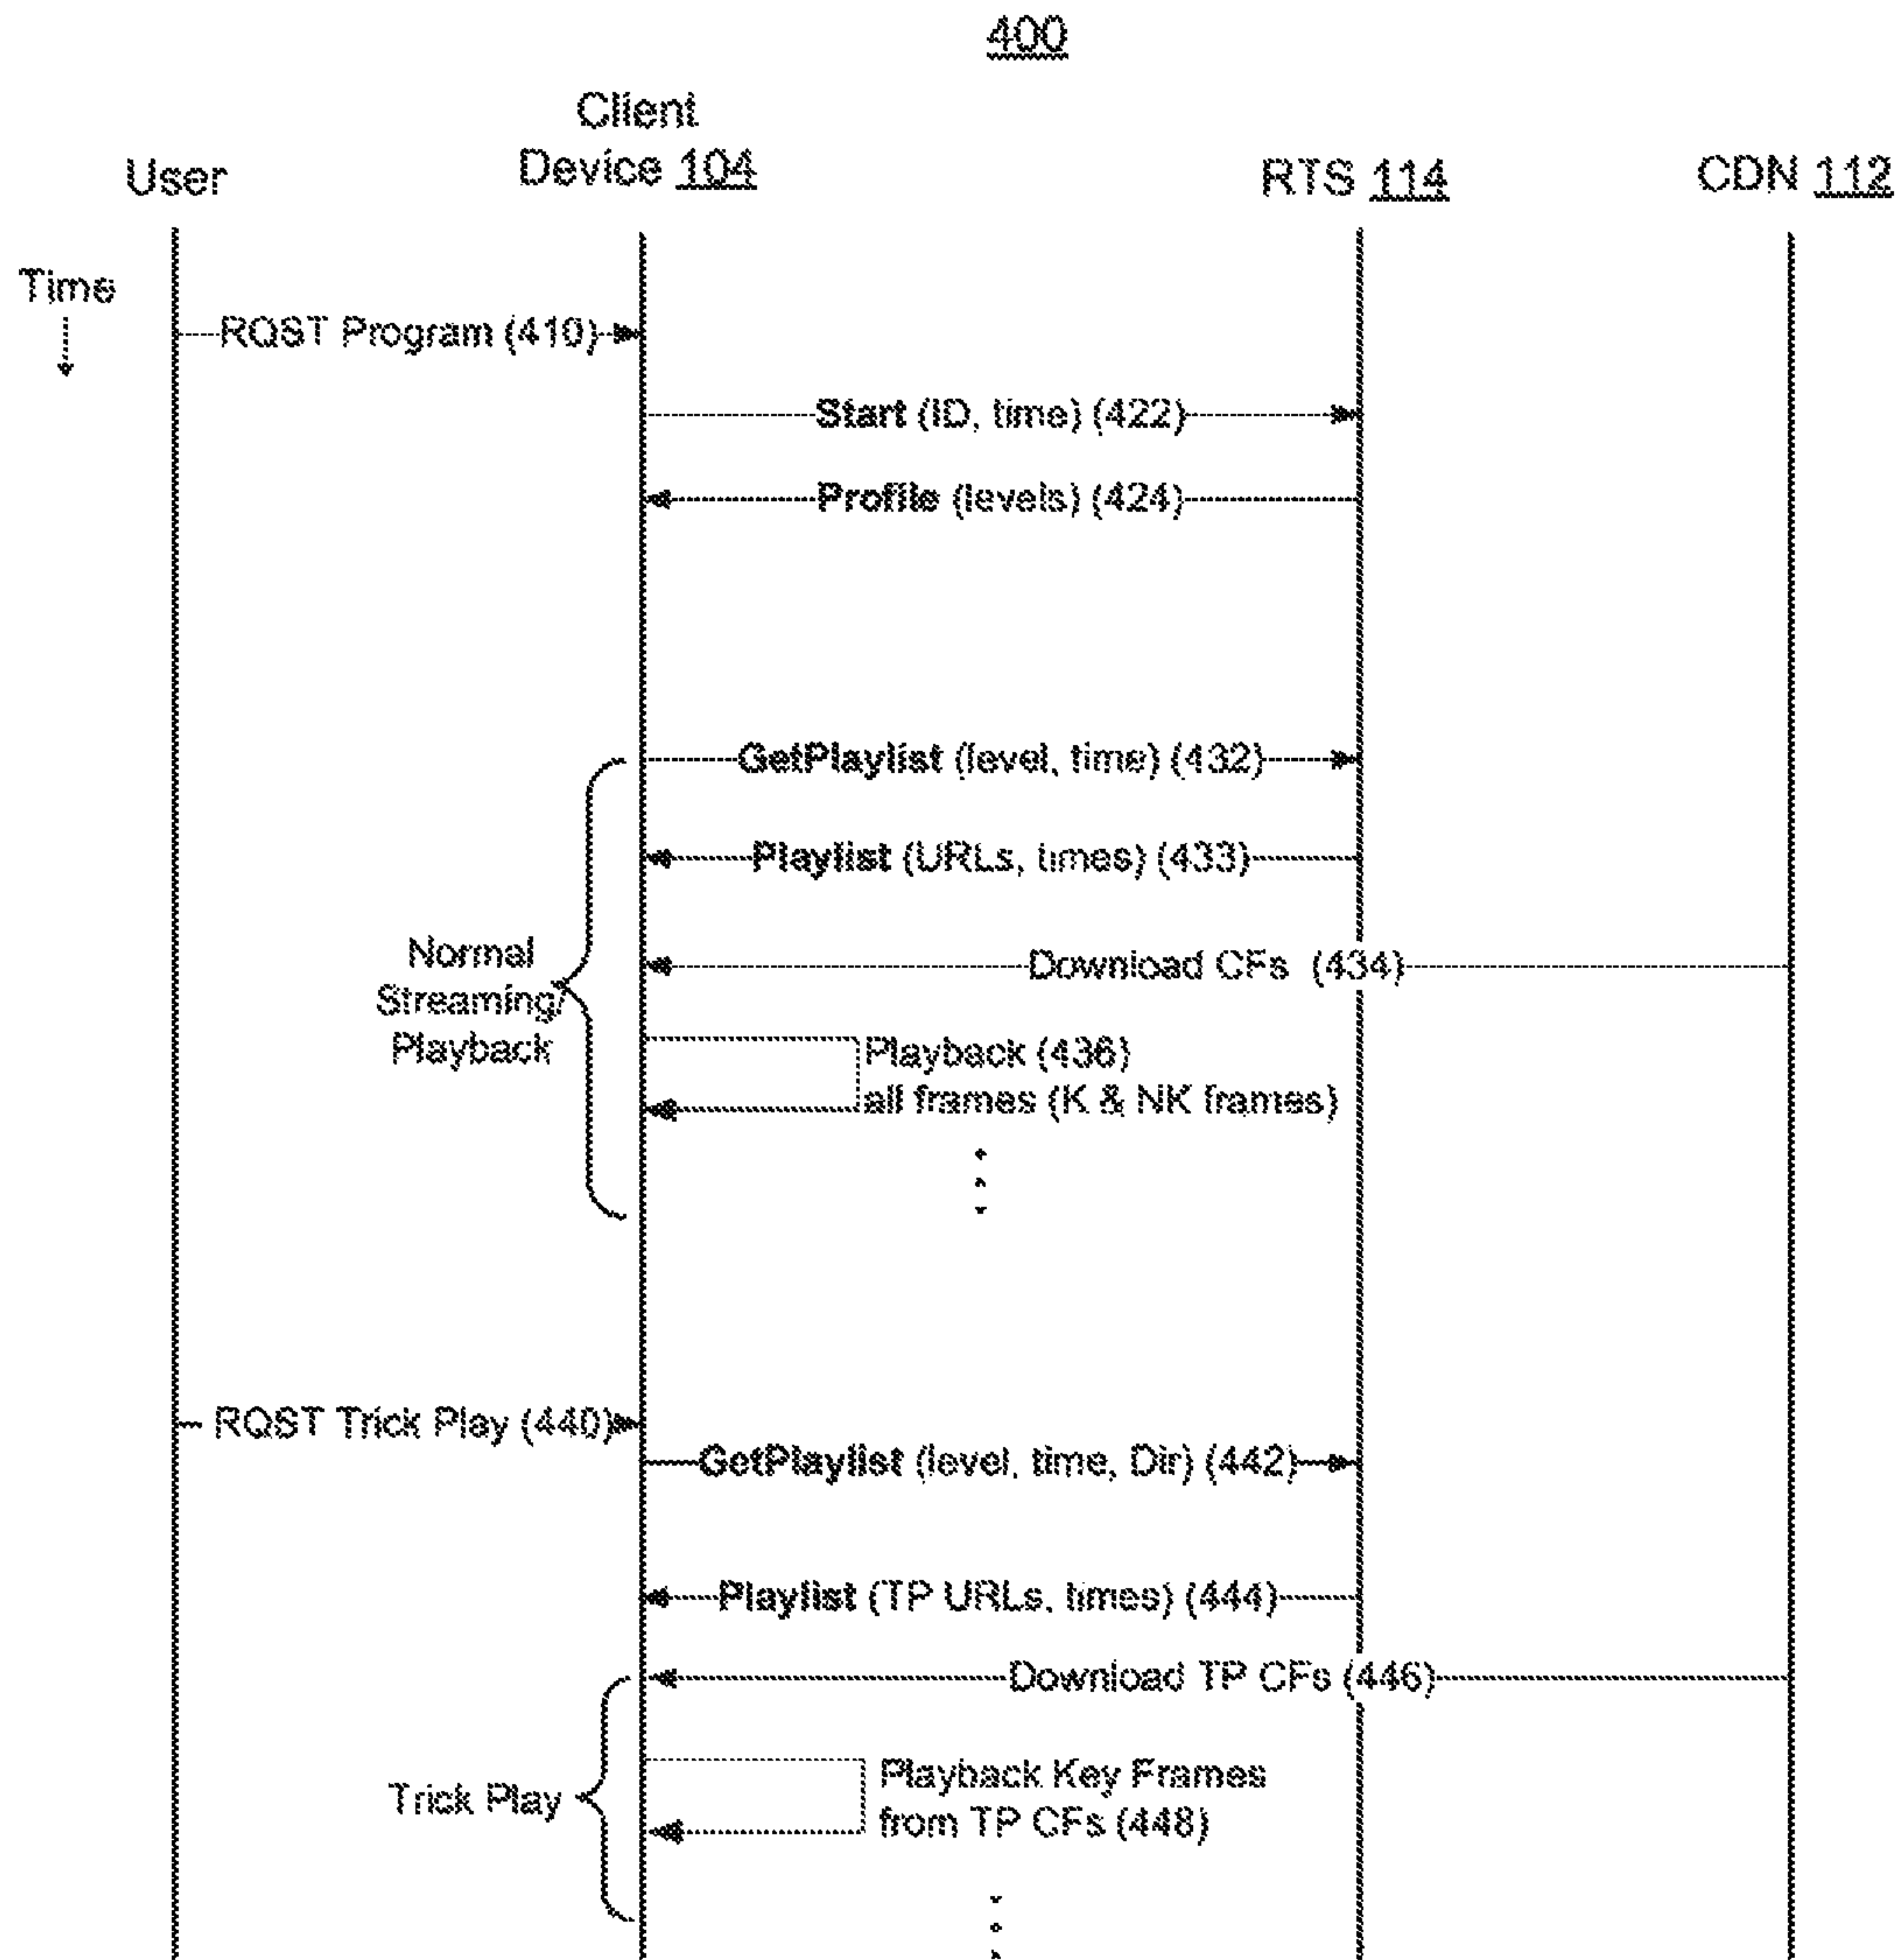 400
Client
User
Device 104
RTS 114
CDN 112
Time
RQST Program (410)
Start (ID, time) (422)
Profile (levels) (424)
GetPlaylist (level, time) (432)
Playlist (URLs, times) (433)
Download CFs (434)
Normal
Streaming/
Playback
Playback (436)
all frames (K & NK frames)
RQST Trick Play (440)
GetPlaylist (level, time, Dir) (442)
Playlist (TP URLs, times) (444)
Download TP CFs (446)
Trick Play
Playback Key Frames
from TP CFs (448)